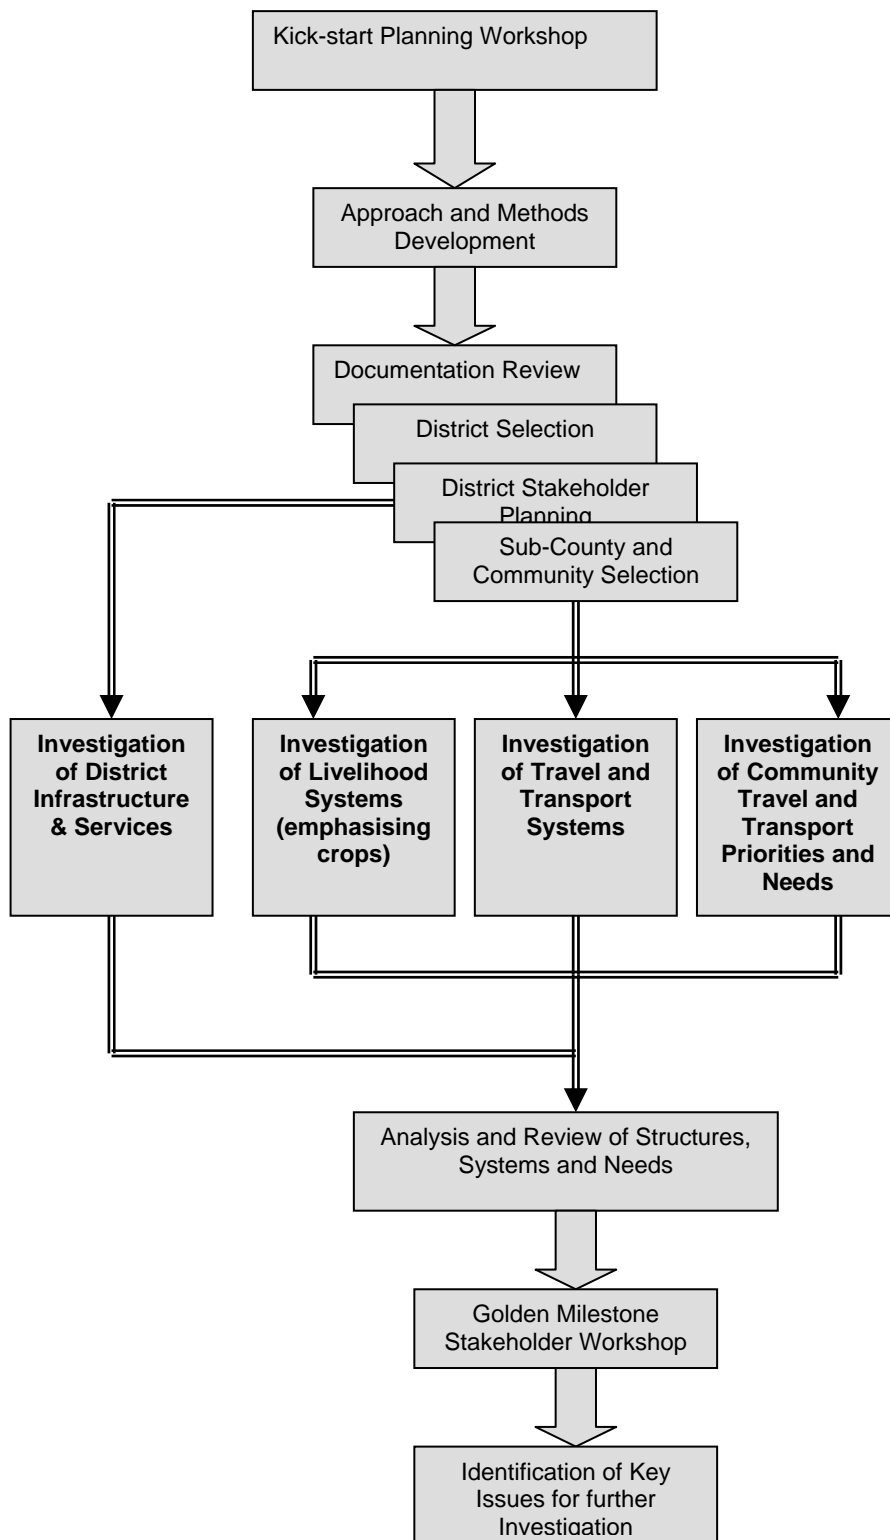 Kick-start Planning Workshop
Approach and Methods
Development
Documentation Review
District Selection
District Stakeholder
Planning
Sub-County and
Community Selection
Investigation
of District
Infrastructure
& Services
Investigation
of Livelihood
Systems
(emphasising
crops)
Investigation
of Travel and
Transport
Systems
Investigation
of Community
Travel and
Transport
Priorities and
Needs
Analysis and Review of Structures,
Systems and Needs
Golden Milestone
Stakeholder Workshop
Identification of Key
Issues for further
Investigation